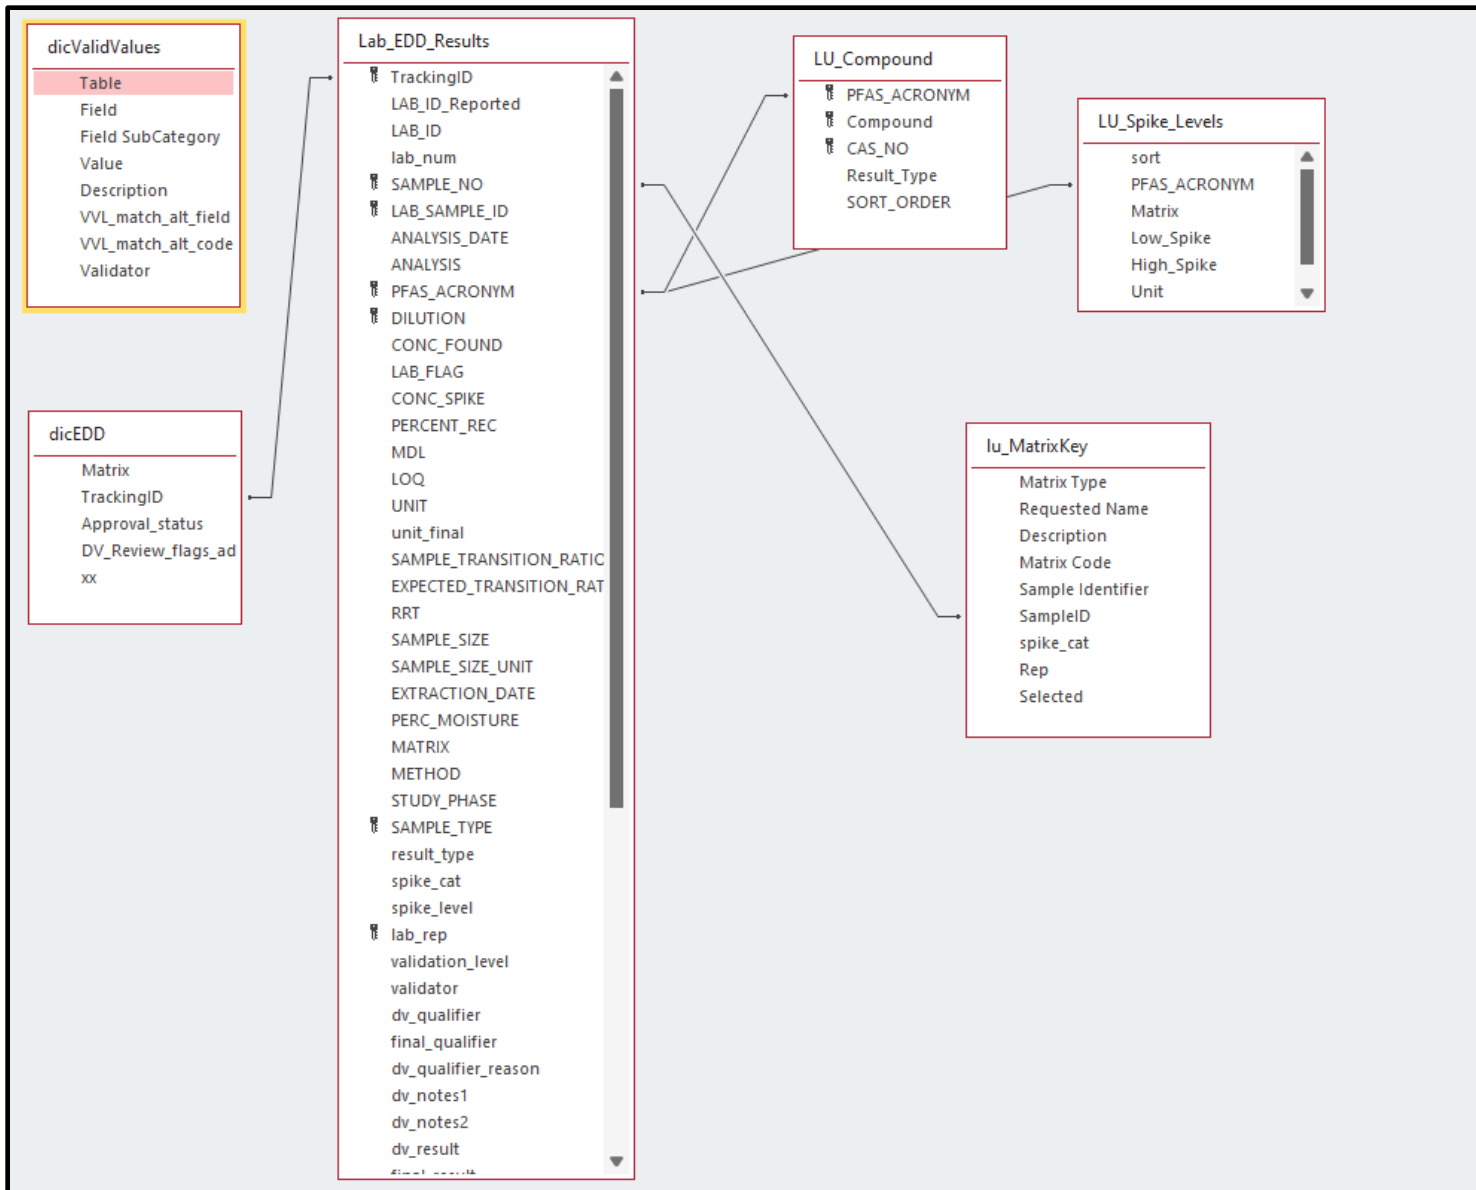 dicValidValues
Table
Field
Field SubCategory
Value
Description
VVL_match_alt_field
VVL_match_alt_code
Validator
dicEDD
Matrix
TrackingID
Approval_status
DV_Review_flags_ad
xx
Lab_EDD_Results
TrackingID
LAB_ID_Reported
LAB_ID
lab_num
SAMPLE_NO
LAB_SAMPLE_ID
ANALYSIS_DATE
ANALYSIS
PFAS_ACRONYM
DILUTION
CONC_FOUND
LAB_FLAG
CONC_SPIKE
PERCENT_REC
MDL
LOQ
UNIT
unit_final
SAMPLE_TRANSITION_RATIO
EXPECTED_TRANSITION_RAT
RRT
SAMPLE_SIZE
SAMPLE_SIZE_UNIT
EXTRACTION_DATE
PERC_MOISTURE
MATRIX
METHOD
STUDY_PHASE
SAMPLE_TYPE
result_type
spike_cat
spike_level
lab_rep
validation_level
validator
dv_qualifier
final_qualifier
dv_qualifier_reason
dv_notes1
dv_notes2
dv_result
final_result
LU_Compound
PFAS_ACRONYM
Compound
CAS_NO
Result_Type
SORT_ORDER
LU_Spike_Levels
sort
PFAS_ACRONYM
Matrix
Low_Spike
High_Spike
Unit
lu_MatrixKey
Matrix Type
Requested Name
Description
Matrix Code
Sample Identifier
SampleID
spike_cat
Rep
Selected